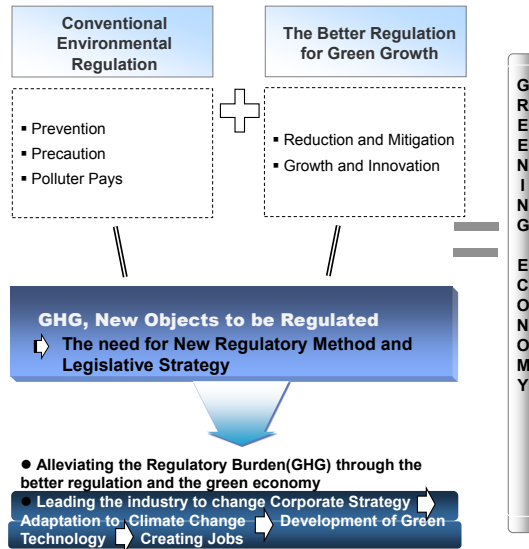 Conventional
Environmental
Regulation
The Better Regulation
for Green Growth
▪ Prevention
▪ Precaution
▪ Polluter Pays
▪ Reduction and Mitigation
▪ Growth and Innovation
GHG, New Objects to be Regulated
The need for New Regulatory Method and
Legislative Strategy
● Alleviating the Regulatory Burden(GHG) through the
better regulation and the green economy
● Leading the industry to change Corporate Strategy
Adaptation to Climate Change Development of Green
Technology Creating Jobs
GREENING ECONOMY